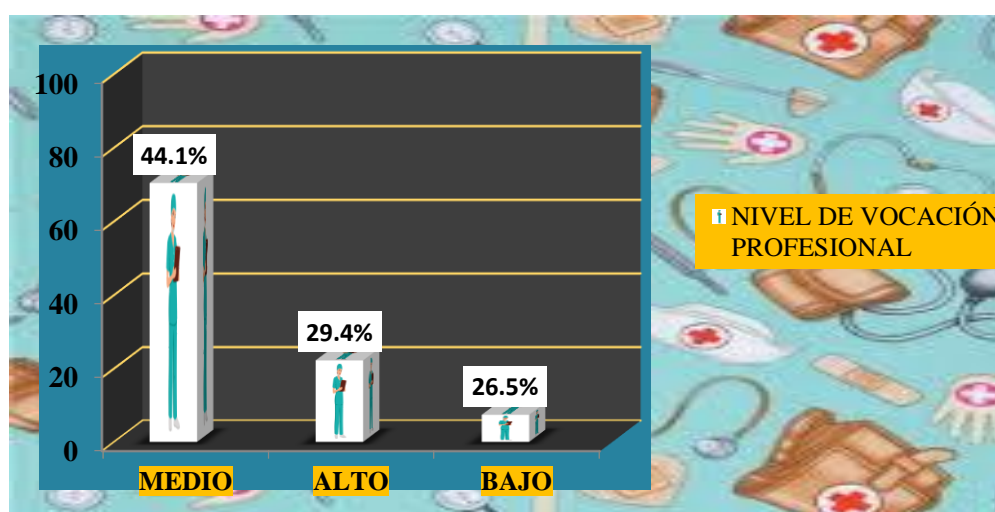 100
80
60
40
20
0
44.1%
29.4%
26.5%
MEDIO
ALTO
BAJO
NIVEL DE VOCACIÓN
PROFESIONAL